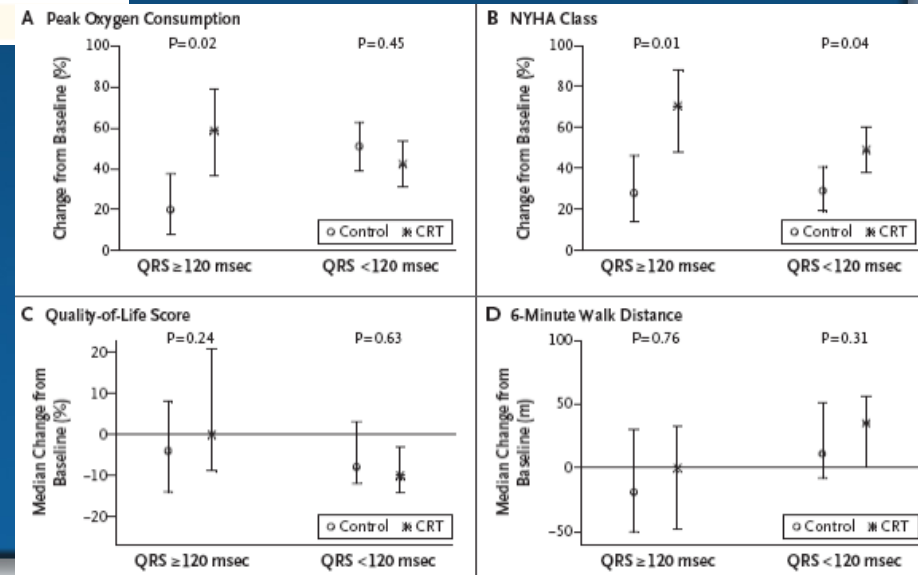 A Peak Oxygen Consumption
P=0.02 P=0.45
Change from Baseline (%)
100
80
60
40
20
0
Control CRT
QRS ≥120 msec QRS <120 msec
B NYHA Class
P=0.01 P=0.04
Change from Baseline (%)
100
80
60
40
20
0
Control CRT
QRS ≥120 msec QRS <120 msec
C Quality-of-Life Score
P=0.24 P=0.63
Median Change from
Baseline (%)
20
10
0
−10
−20
Control CRT
QRS ≥120 msec QRS <120 msec
D 6-Minute Walk Distance
P=0.76 P=0.31
Median Change from
Baseline (m)
100
50
0
−50
Control CRT
QRS ≥120 msec QRS <120 msec